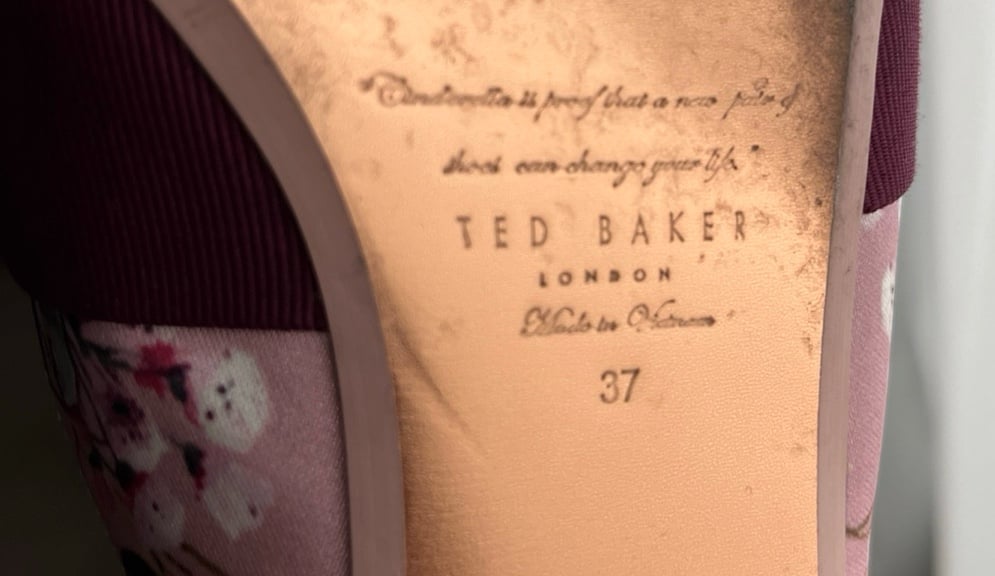 "Cinderella is proof that a new pair of
shoes can change your life."
TED BAKER
LONDON
Made in Vietnam
37